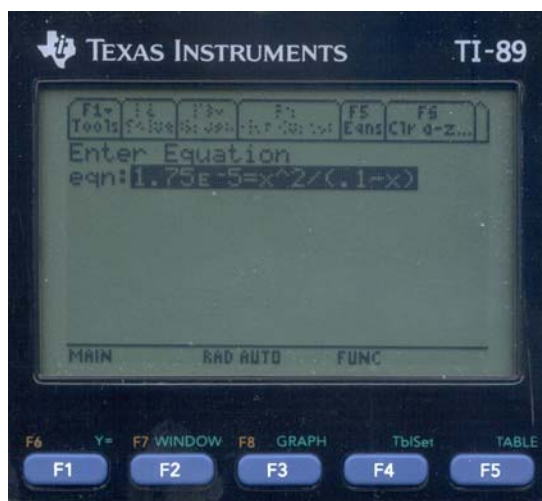 TEXAS INSTRUMENTS TI-89
F1 F5 F6
Tools Eqns Clr a-z...
Enter Equation
eqn:1.75E-5=x^2/(.1-x)
MAIN RAD AUTO FUNC
F6 Y= F7 WINDOW F8 GRAPH TblSet TABLE
F1 F2 F3 F4 F5